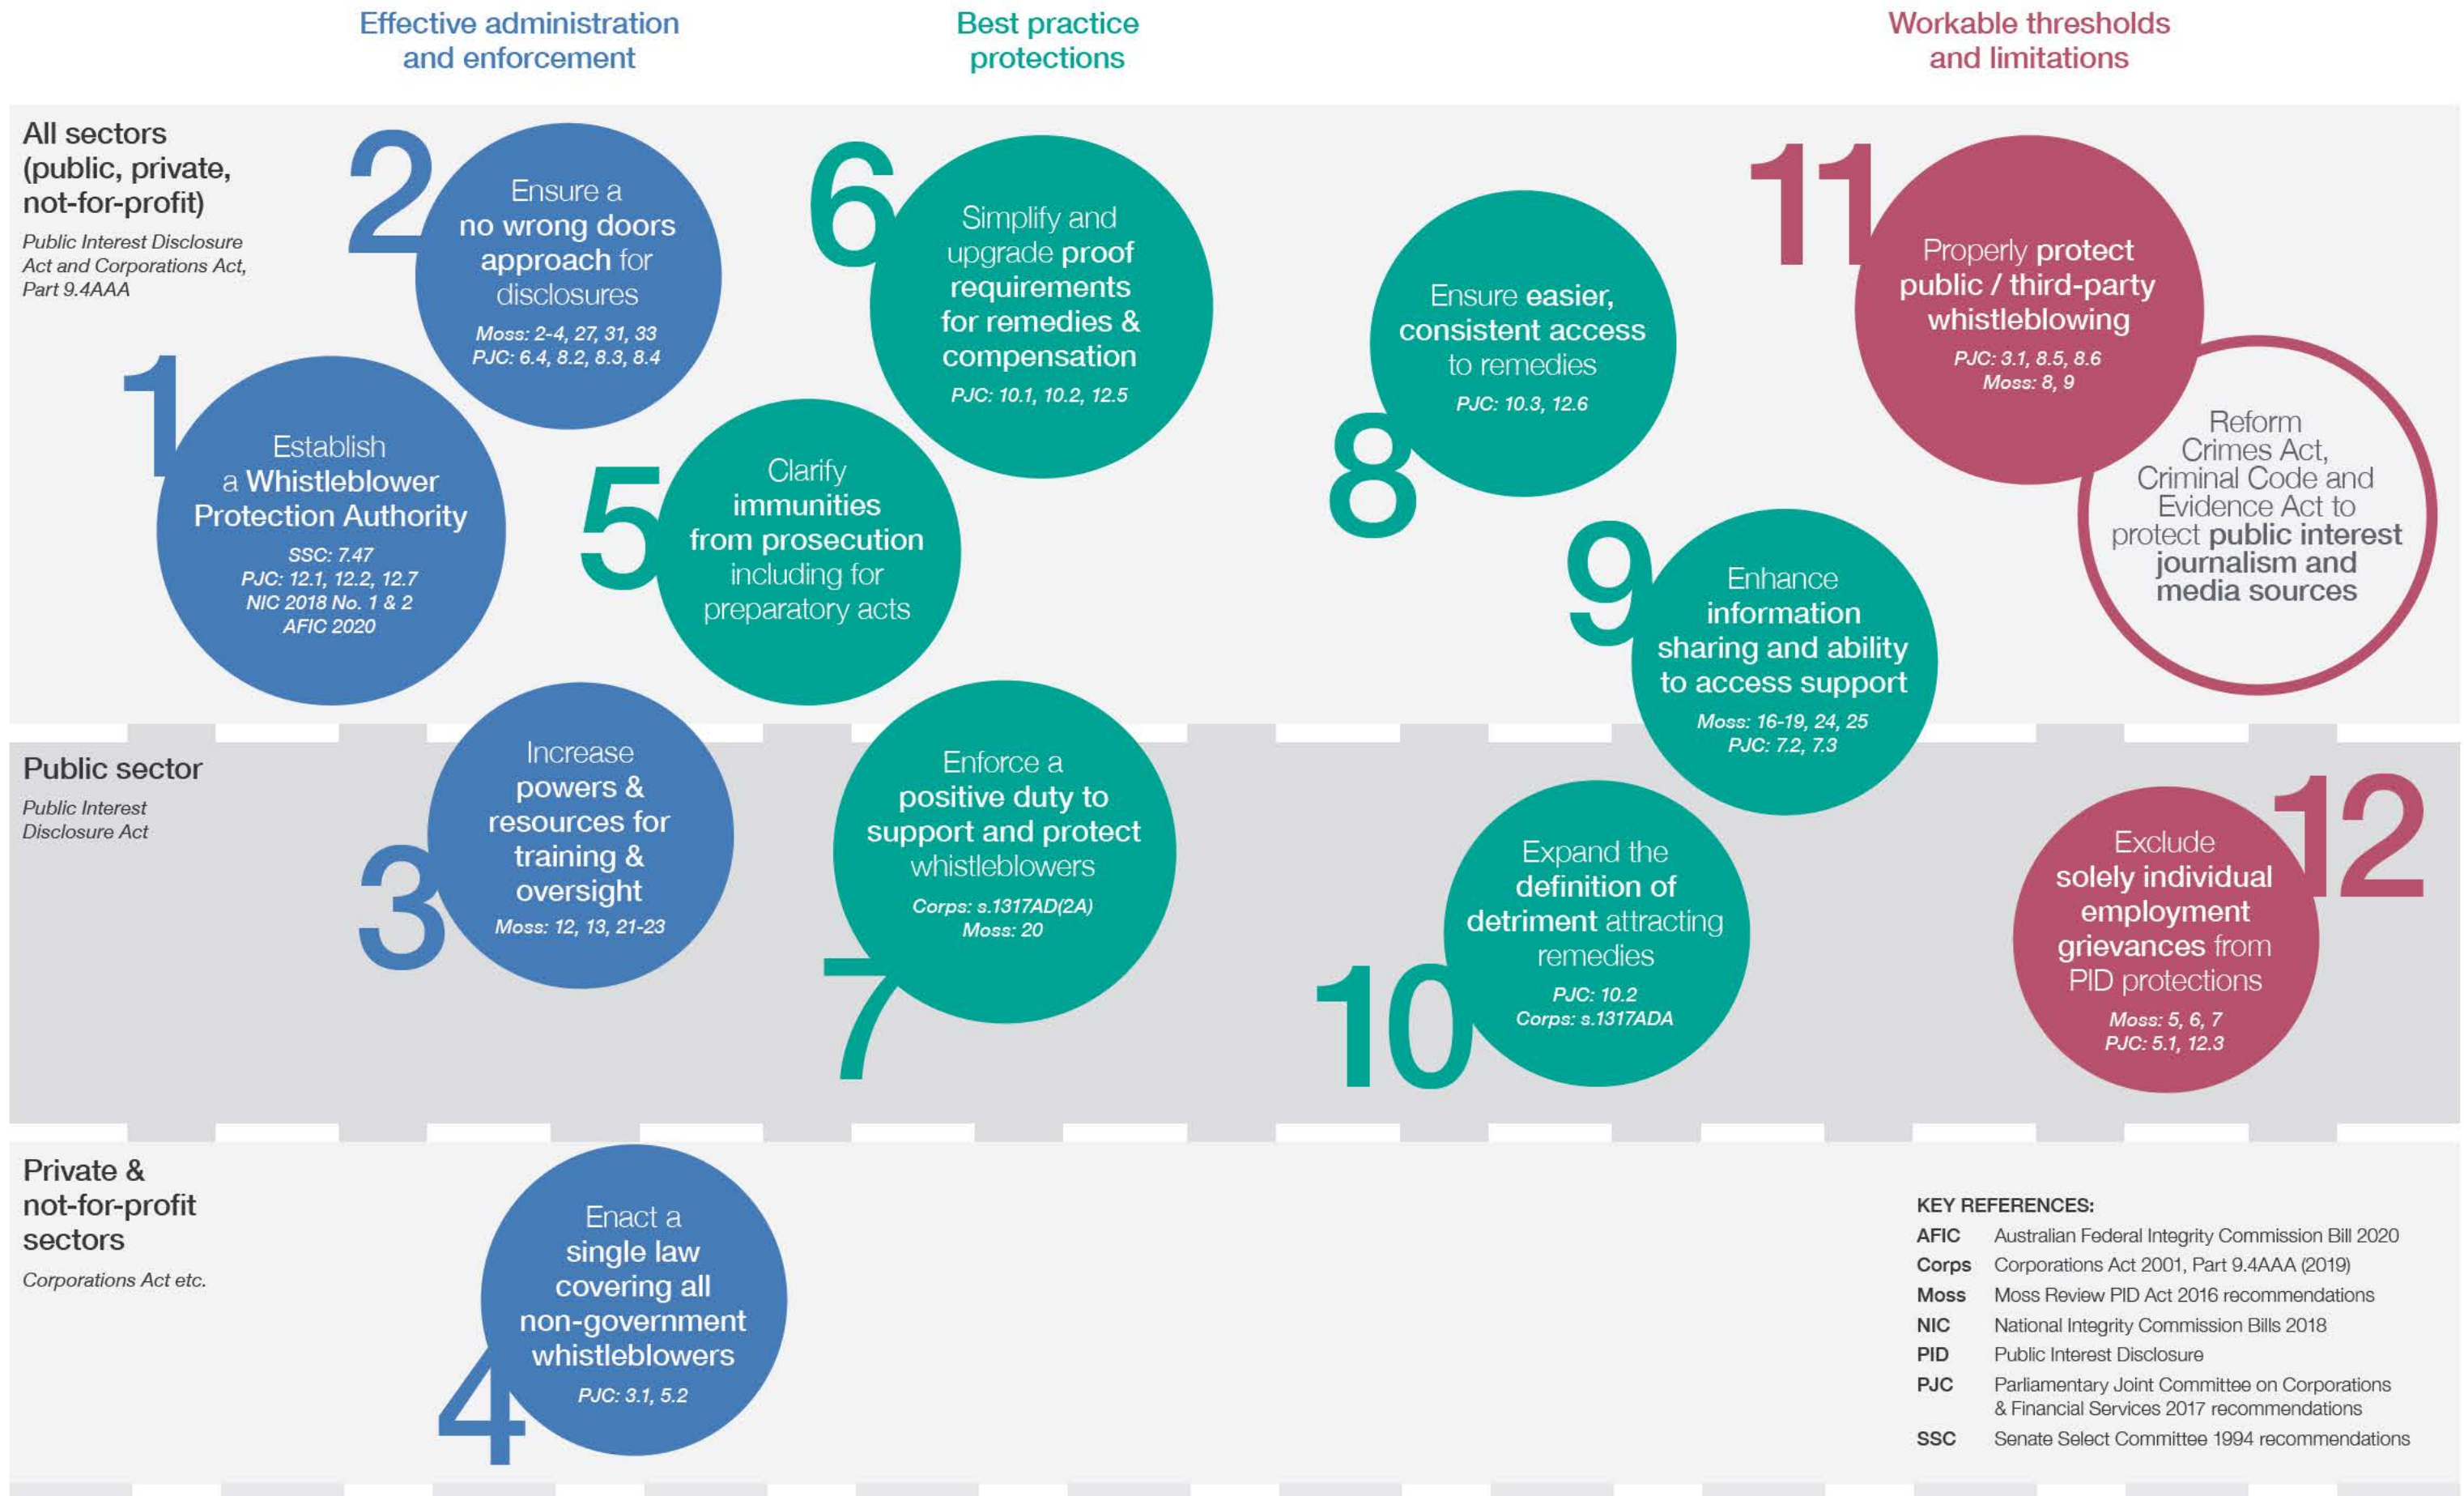 Effective administration
and enforcement
Best practice
protections
Workable thresholds
and limitations
All sectors
(public, private,
not-for-profit)
Public Interest Disclosure
Act and Corporations Act,
Part 9.4AAA
1
Establish
a Whistleblower
Protection Authority
SSC: 7.47
PJC: 12.1, 12.2, 12.7
NIC 2018 No. 1 & 2
AFIC 2020
2
Ensure a
no wrong doors
approach for
disclosures
Moss: 2-4, 27, 31, 33
PJC: 6.4, 8.2, 8.3, 8.4
5
Clarify
immunities
from prosecution
including for
preparatory acts
6
Simplify and
upgrade proof
requirements
for remedies &
compensation
PJC: 10.1, 10.2, 12.5
8
Ensure easier,
consistent access
to remedies
PJC: 10.3, 12.6
9
Enhance
information
sharing and ability
to access support
Moss: 16-19, 24, 25
PJC: 7.2, 7.3
11
Properly protect
public / third-party
whistleblowing
PJC: 3.1, 8.5, 8.6
Moss: 8, 9
Reform
Crimes Act,
Criminal Code and
Evidence Act to
protect public interest
journalism and
media sources
Public sector
Public Interest
Disclosure Act
3
Increase
powers &
resources for
training &
oversight
Moss: 12, 13, 21-23
7
Enforce a
positive duty to
support and protect
whistleblowers
Corps: s.1317AD(2A)
Moss: 20
10
Expand the
definition of
detriment attracting
remedies
PJC: 10.2
Corps: s.1317ADA
12
Exclude
solely individual
employment
grievances from
PID protections
Moss: 5, 6, 7
PJC: 5.1, 12.3
Private &
not-for-profit
sectors
Corporations Act etc.
4
Enact a
single law
covering all
non-government
whistleblowers
PJC: 3.1, 5.2
KEY REFERENCES:
AFIC Australian Federal Integrity Commission Bill 2020
Corps Corporations Act 2001, Part 9.4AAA (2019)
Moss Moss Review PID Act 2016 recommendations
NIC National Integrity Commission Bills 2018
PID Public Interest Disclosure
PJC Parliamentary Joint Committee on Corporations
& Financial Services 2017 recommendations
SSC Senate Select Committee 1994 recommendations